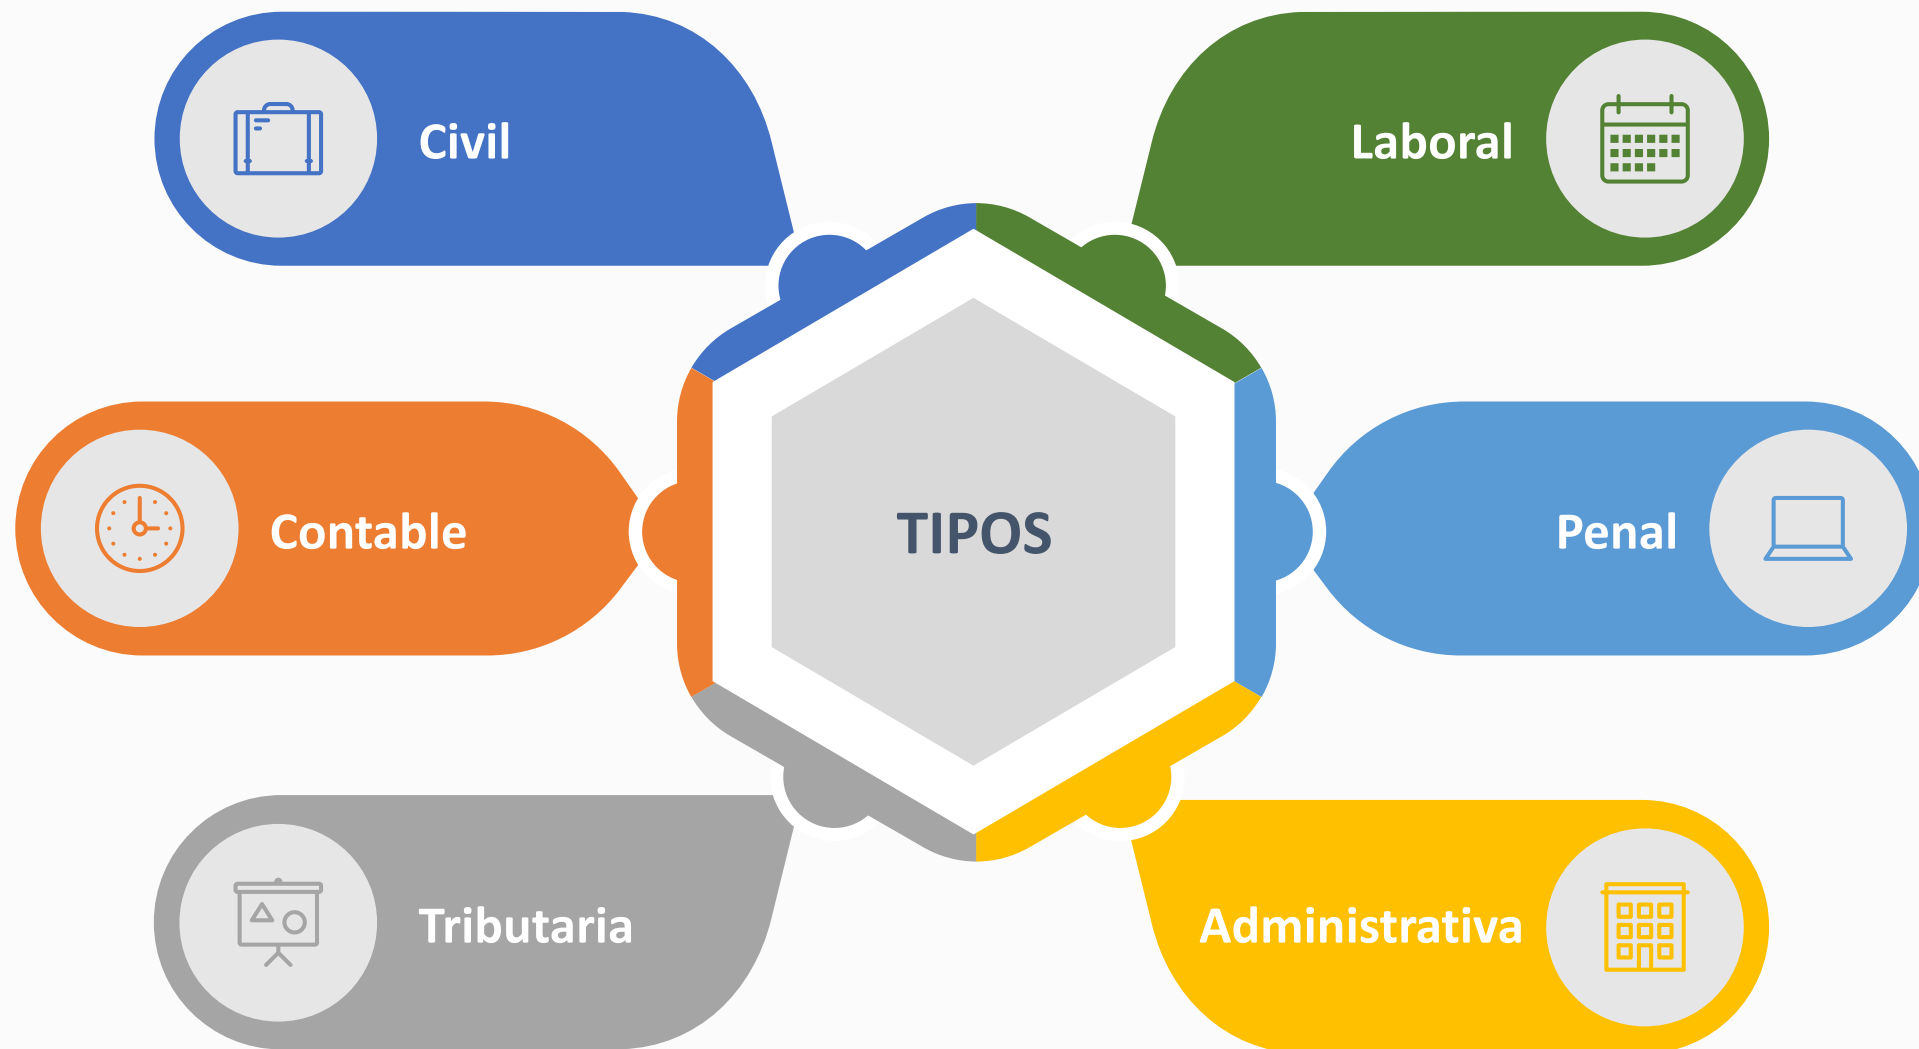 Civil
Laboral
Contable
TIPOS
Penal
Tributaria
Administrativa